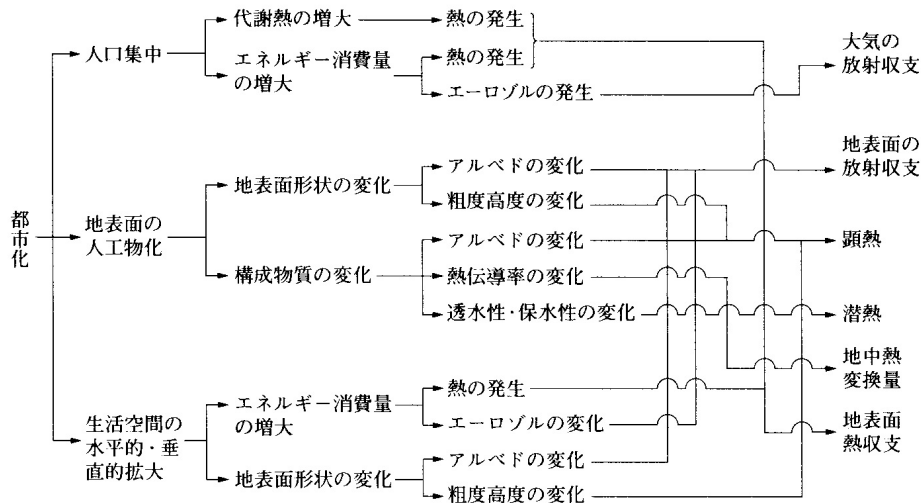 都市化
人口集中
代謝熱の増大
熱の発生
エネルギー消費量
の増大
熱の発生
エーロゾルの発生
地表面の
人工物化
地表面形状の変化
アルベドの変化
粗度高度の変化
構成物質の変化
アルベドの変化
熱伝導率の変化
透水性・保水性の変化
生活空間の
水平的・垂
直的拡大
エネルギー消費量
の増大
熱の発生
エーロゾルの変化
地表面形状の変化
アルベドの変化
粗度高度の変化
大気の
放射収支
地表面の
放射収支
顕熱
潜熱
地中熱
変換量
地表面
熱収支